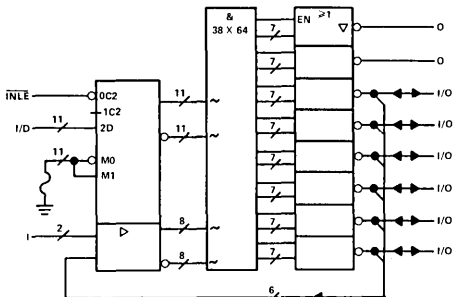 &
38 X 64
EN ≥1
▽
7
O
7
7
O
INLE
0C2
1C2
I/D 11 2D
11 ~
11 ~
11 M0
M1
7
I/O
7
I/O
7
I/O
7
I/O
I 2 ▷
8 ~
8 ~
7
I/O
7
I/O
6